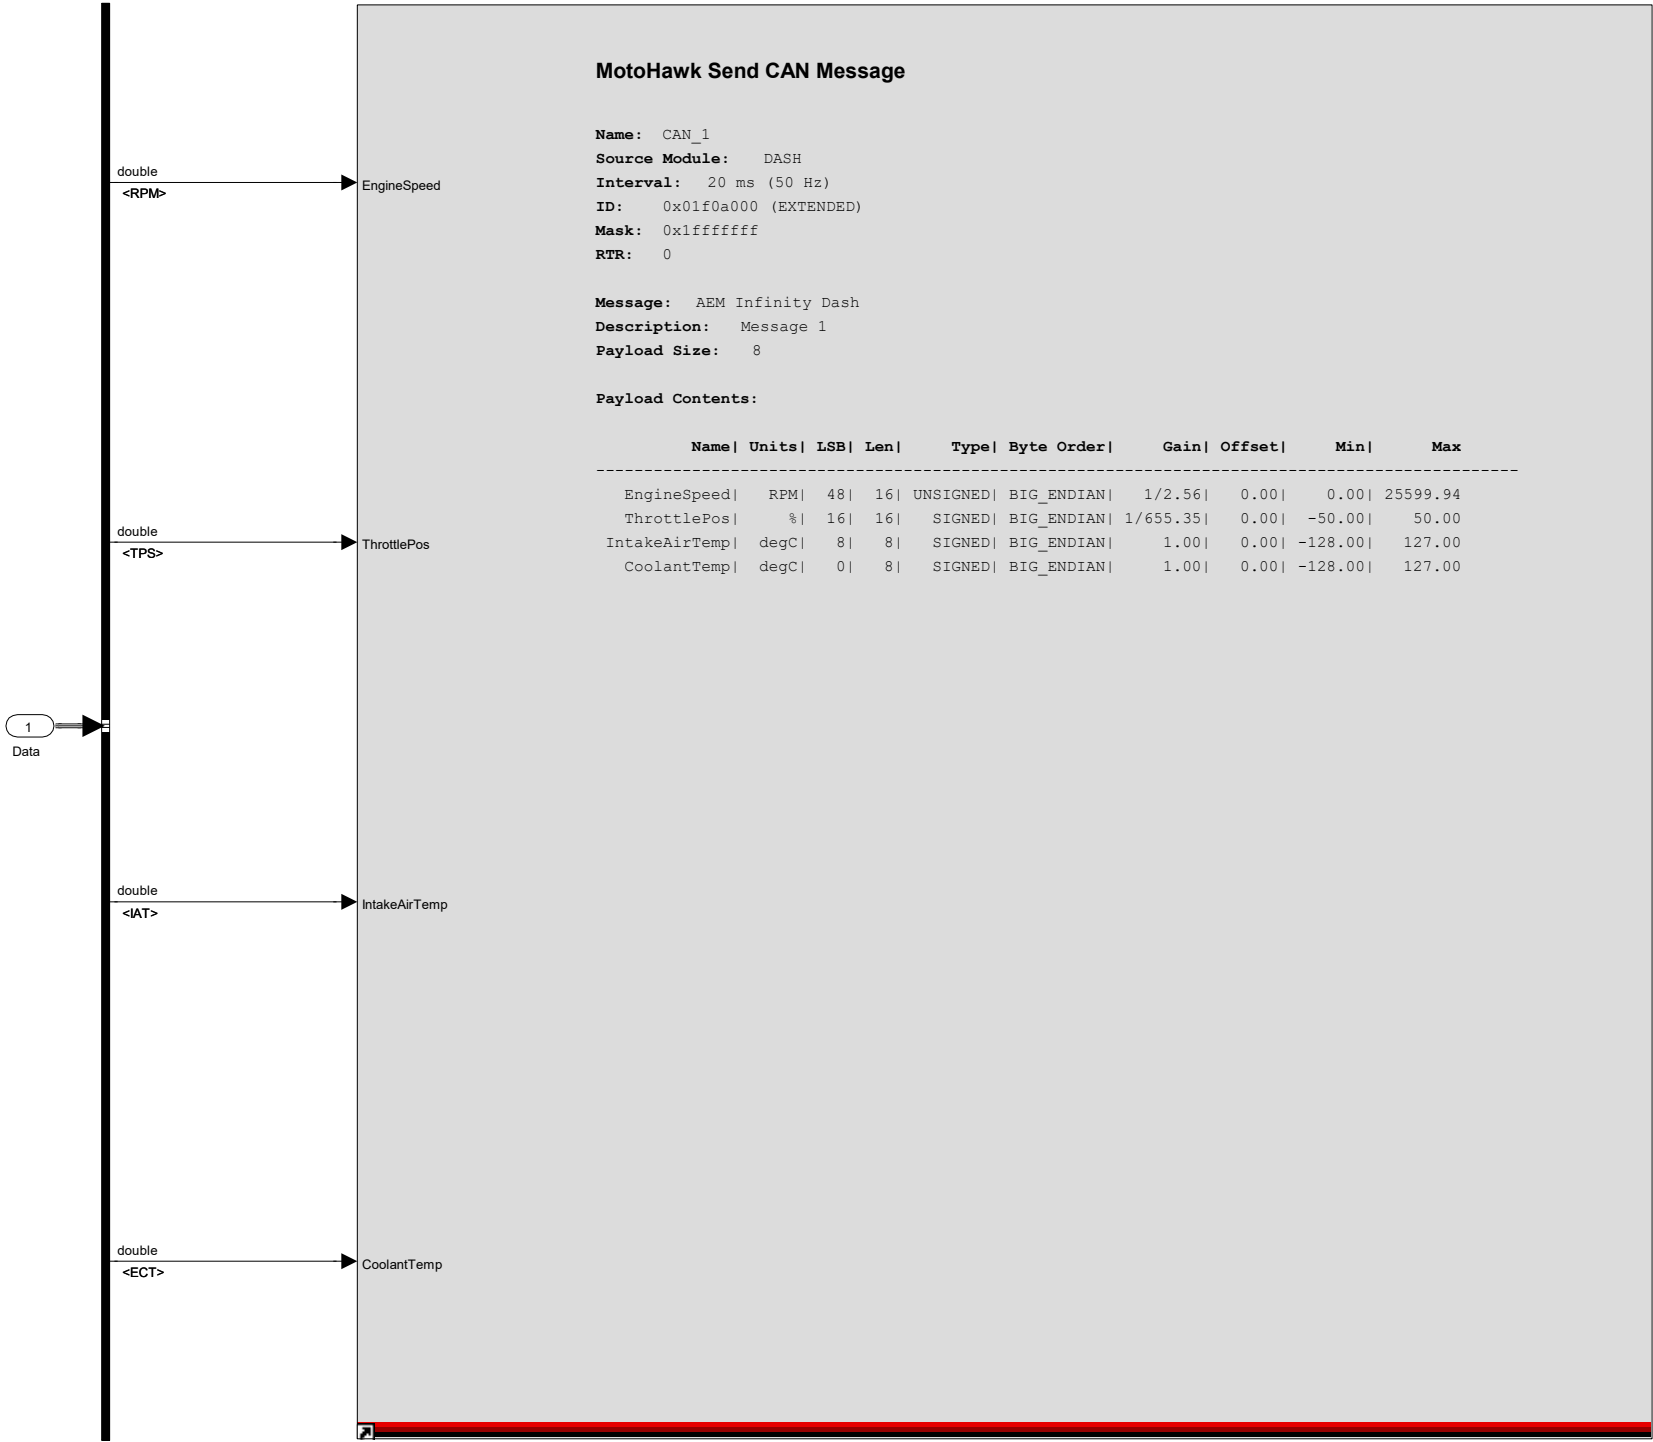 MotoHawk Send CAN Message
Name: CAN_1
Source Module: DASH
Interval: 20 ms (50 Hz)
ID: 0x01f0a000 (EXTENDED)
Mask: 0x1fffffff
RTR: 0
Message: AEM Infinity Dash
Description: Message 1
Payload Size: 8
Payload Contents:
Name| Units| LSB| Len| Type| Byte Order| Gain| Offset| Min| Max
------------------------------------------------------------------------------------------------
EngineSpeed| RPM| 48| 16| UNSIGNED| BIG_ENDIAN| 1/2.56| 0.00| 0.00| 25599.94
ThrottlePos| %| 16| 16| SIGNED| BIG_ENDIAN| 1/655.35| 0.00| -50.00| 50.00
IntakeAirTemp| degC| 8| 8| SIGNED| BIG_ENDIAN| 1.00| 0.00| -128.00| 127.00
CoolantTemp| degC| 0| 8| SIGNED| BIG_ENDIAN| 1.00| 0.00| -128.00| 127.00
double
<RPM>
EngineSpeed
double
<TPS>
ThrottlePos
1
Data
double
<IAT>
IntakeAirTemp
double
<ECT>
CoolantTemp